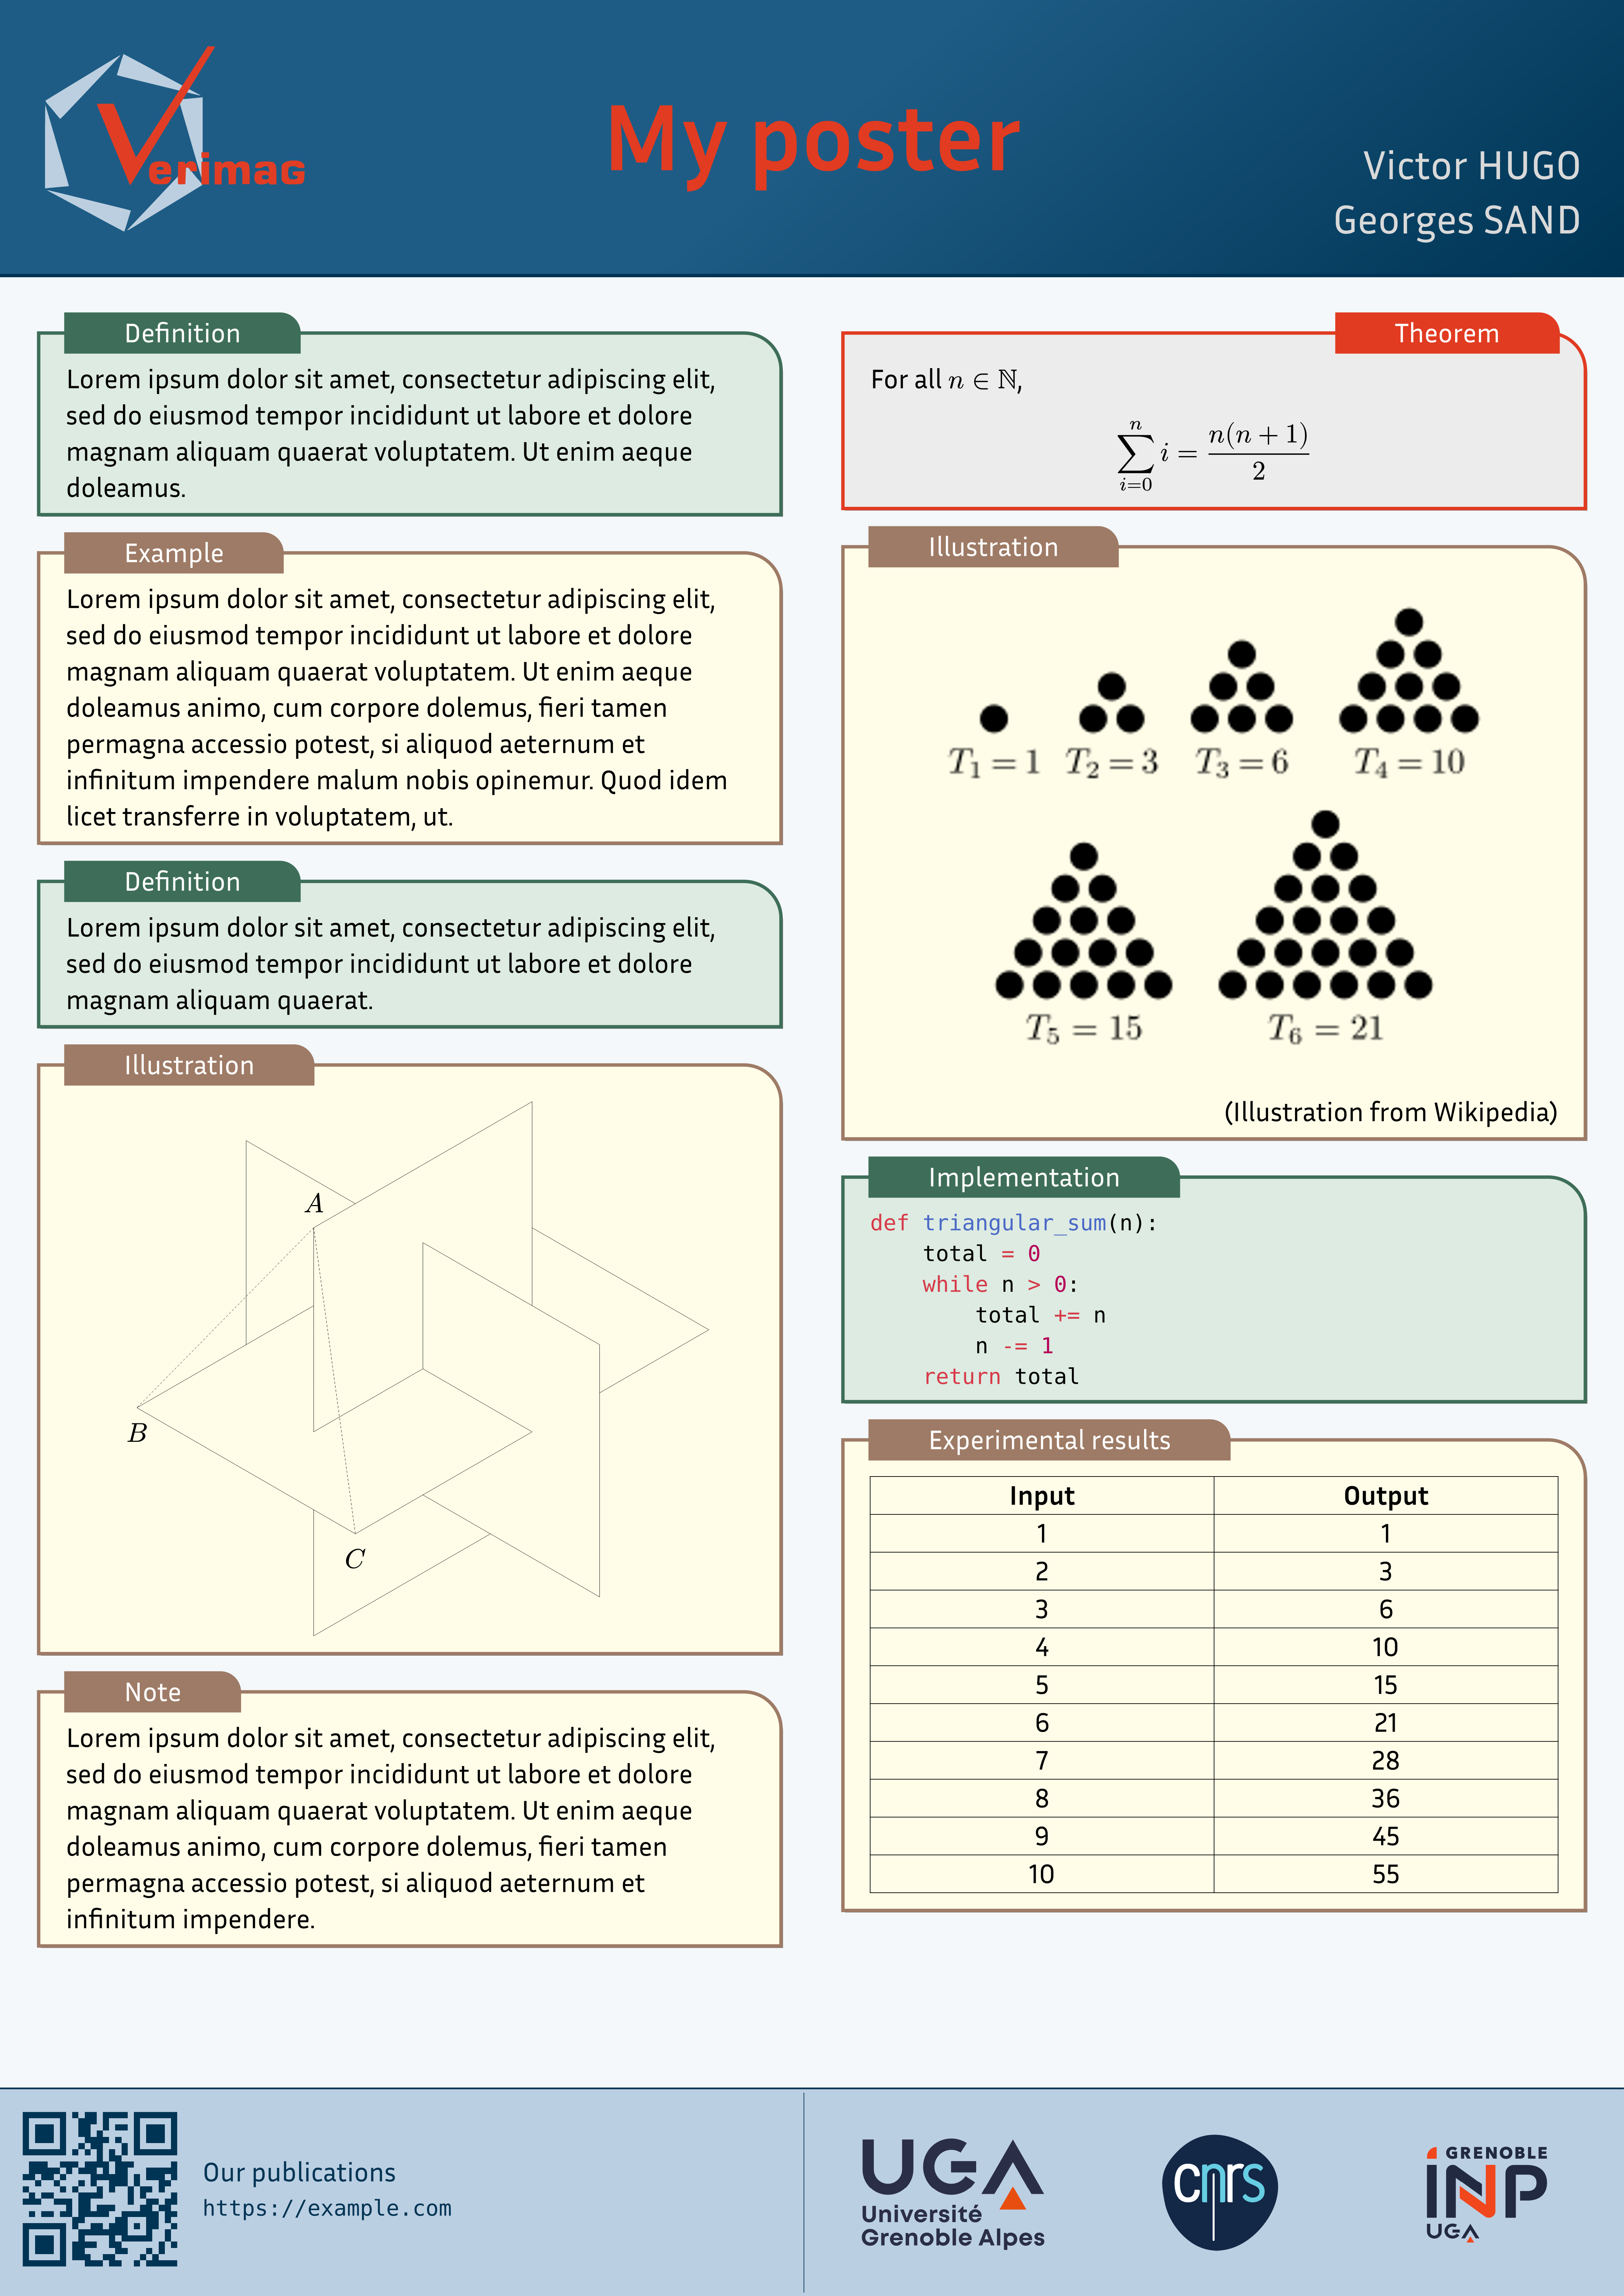 Verimag
My poster
Victor HUGO
Georges SAND
Definition
Lorem ipsum dolor sit amet, consectetur adipiscing elit,
sed do eiusmod tempor incididunt ut labore et dolore
magnam aliquam quaerat voluptatem. Ut enim aeque
doleamus.
Example
Lorem ipsum dolor sit amet, consectetur adipiscing elit,
sed do eiusmod tempor incididunt ut labore et dolore
magnam aliquam quaerat voluptatem. Ut enim aeque
doleamus animo, cum corpore dolemus, fieri tamen
permagna accessio potest, si aliquod aeternum et
infinitum impendere malum nobis opinemur. Quod idem
licet transferre in voluptatem, ut.
Definition
Lorem ipsum dolor sit amet, consectetur adipiscing elit,
sed do eiusmod tempor incididunt ut labore et dolore
magnam aliquam quaerat.
Illustration
A
B
C
Note
Lorem ipsum dolor sit amet, consectetur adipiscing elit,
sed do eiusmod tempor incididunt ut labore et dolore
magnam aliquam quaerat voluptatem. Ut enim aeque
doleamus animo, cum corpore dolemus, fieri tamen
permagna accessio potest, si aliquod aeternum et
infinitum impendere.
Theorem
For all n ∈ ℕ,
∑_{i=0}^{n} i = n(n + 1) / 2
Illustration
T₁ = 1 T₂ = 3 T₃ = 6 T₄ = 10
T₅ = 15 T₆ = 21
(Illustration from Wikipedia)
Implementation
def triangular_sum(n):
    total = 0
    while n > 0:
        total += n
        n -= 1
    return total
Experimental results
Input Output
1 1
2 3
3 6
4 10
5 15
6 21
7 28
8 36
9 45
10 55
Our publications
https://example.com
UGA
Université
Grenoble Alpes
cnrs
GRENOBLE
INP
UGA